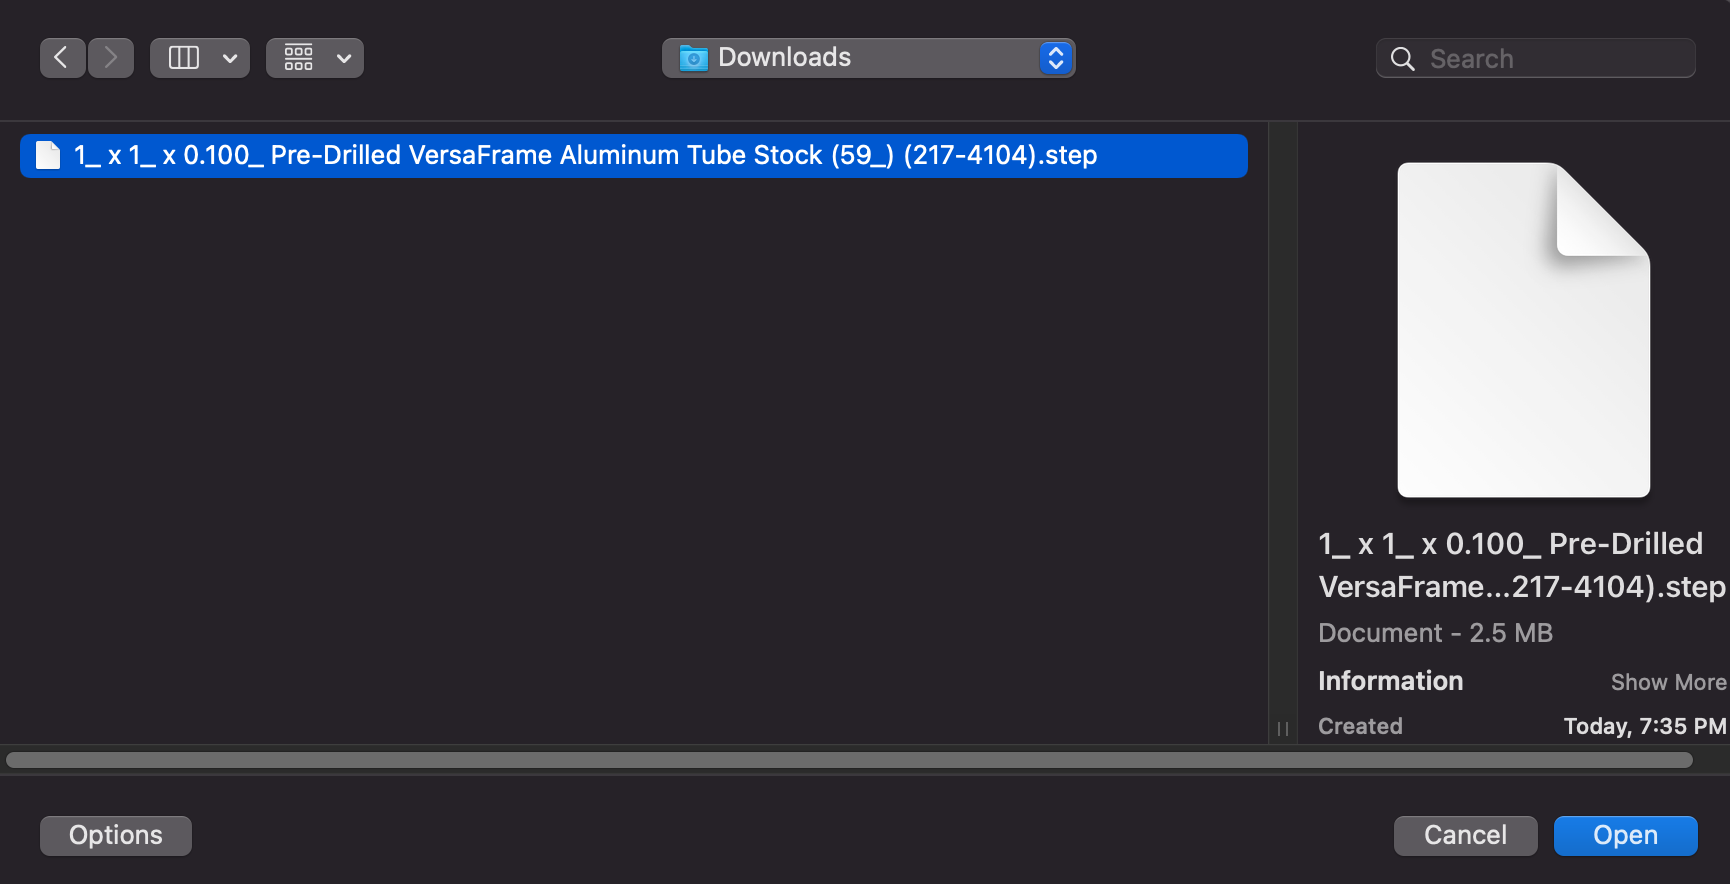 Downloads
Search
1_ x 1_ x 0.100_ Pre-Drilled VersaFrame Aluminum Tube Stock (59_) (217-4104).step
1_ x 1_ x 0.100_ Pre-Drilled
VersaFrame...217-4104).step
Document - 2.5 MB
Information Show More
Created Today, 7:35 PM
Options Cancel Open